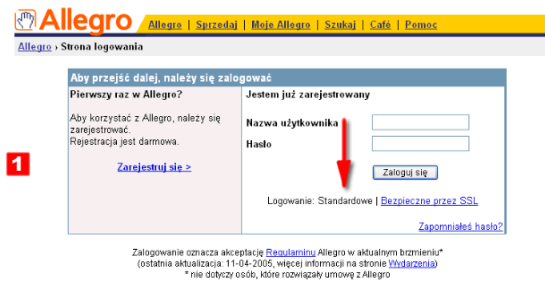 Allegro
Allegro | Sprzedaj | Moje Allegro | Szukaj | Café | Pomoc
Allegro › Strona logowania
Aby przejść dalej, należy się zalogować
Pierwszy raz w Allegro?
Aby korzystać z Allegro, należy się
zarejestrować.
Rejestracja jest darmowa.
Zarejestruj się >
Jestem już zarejestrowany
Nazwa użytkownika
Hasło
Zaloguj się
Logowanie: Standardowe | Bezpieczne przez SSL
Zapomniałeś hasło?
1
Zalogowanie oznacza akceptację Regulaminu Allegro w aktualnym brzmieniu*
(ostatnia aktualizacja: 11-04-2005, więcej informacji na stronie Wydarzenia)
* nie dotyczy osób, które rozwiązały umowę z Allegro